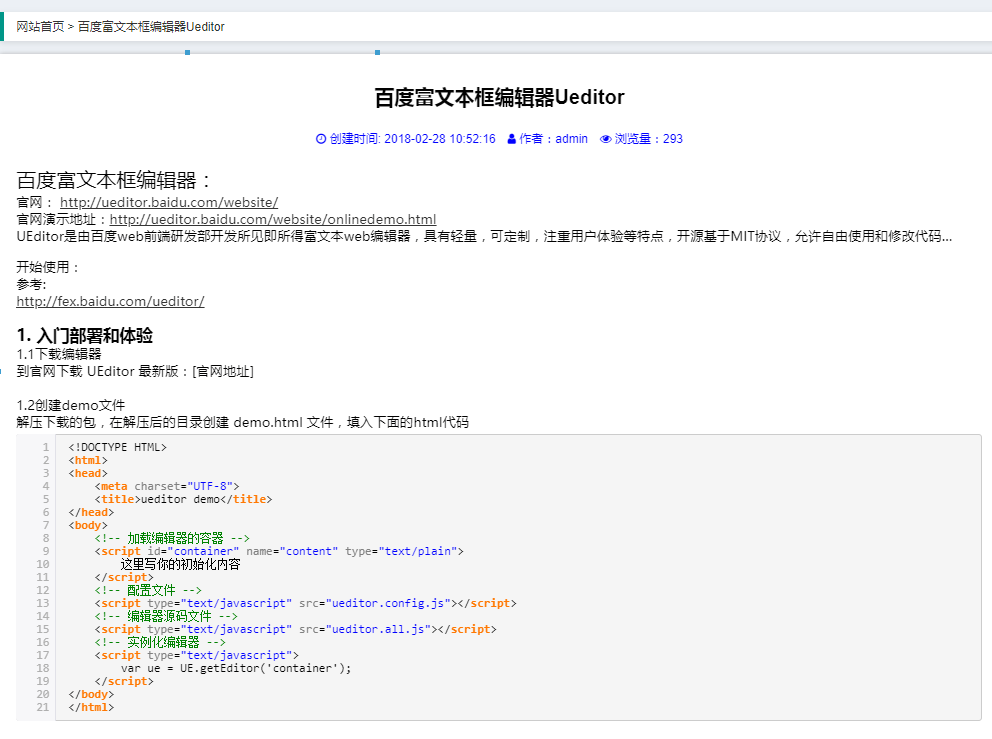 网站首页 > 百度富文本框编辑器Ueditor
百度富文本框编辑器Ueditor
创建时间: 2018-02-28 10:52:16 作者：admin 浏览量：293
百度富文本框编辑器：
官网： http://ueditor.baidu.com/website/
官网演示地址：http://ueditor.baidu.com/website/onlinedemo.html
UEditor是由百度web前端研发部开发所见即所得富文本web编辑器，具有轻量，可定制，注重用户体验等特点，开源基于MIT协议，允许自由使用和修改代码...
开始使用：
参考:
http://fex.baidu.com/ueditor/
1. 入门部署和体验
1.1下载编辑器
到官网下载 UEditor 最新版：[官网地址]
1.2创建demo文件
解压下载的包，在解压后的目录创建 demo.html 文件，填入下面的html代码
1 <!DOCTYPE HTML>
2 <html>
3 <head>
4     <meta charset="UTF-8">
5     <title>ueditor demo</title>
6 </head>
7 <body>
8     <!-- 加载编辑器的容器 -->
9     <script id="container" name="content" type="text/plain">
10         这里写你的初始化内容
11     </script>
12     <!-- 配置文件 -->
13     <script type="text/javascript" src="ueditor.config.js"></script>
14     <!-- 编辑器源码文件 -->
15     <script type="text/javascript" src="ueditor.all.js"></script>
16     <!-- 实例化编辑器 -->
17     <script type="text/javascript">
18         var ue = UE.getEditor('container');
19     </script>
20 </body>
21 </html>